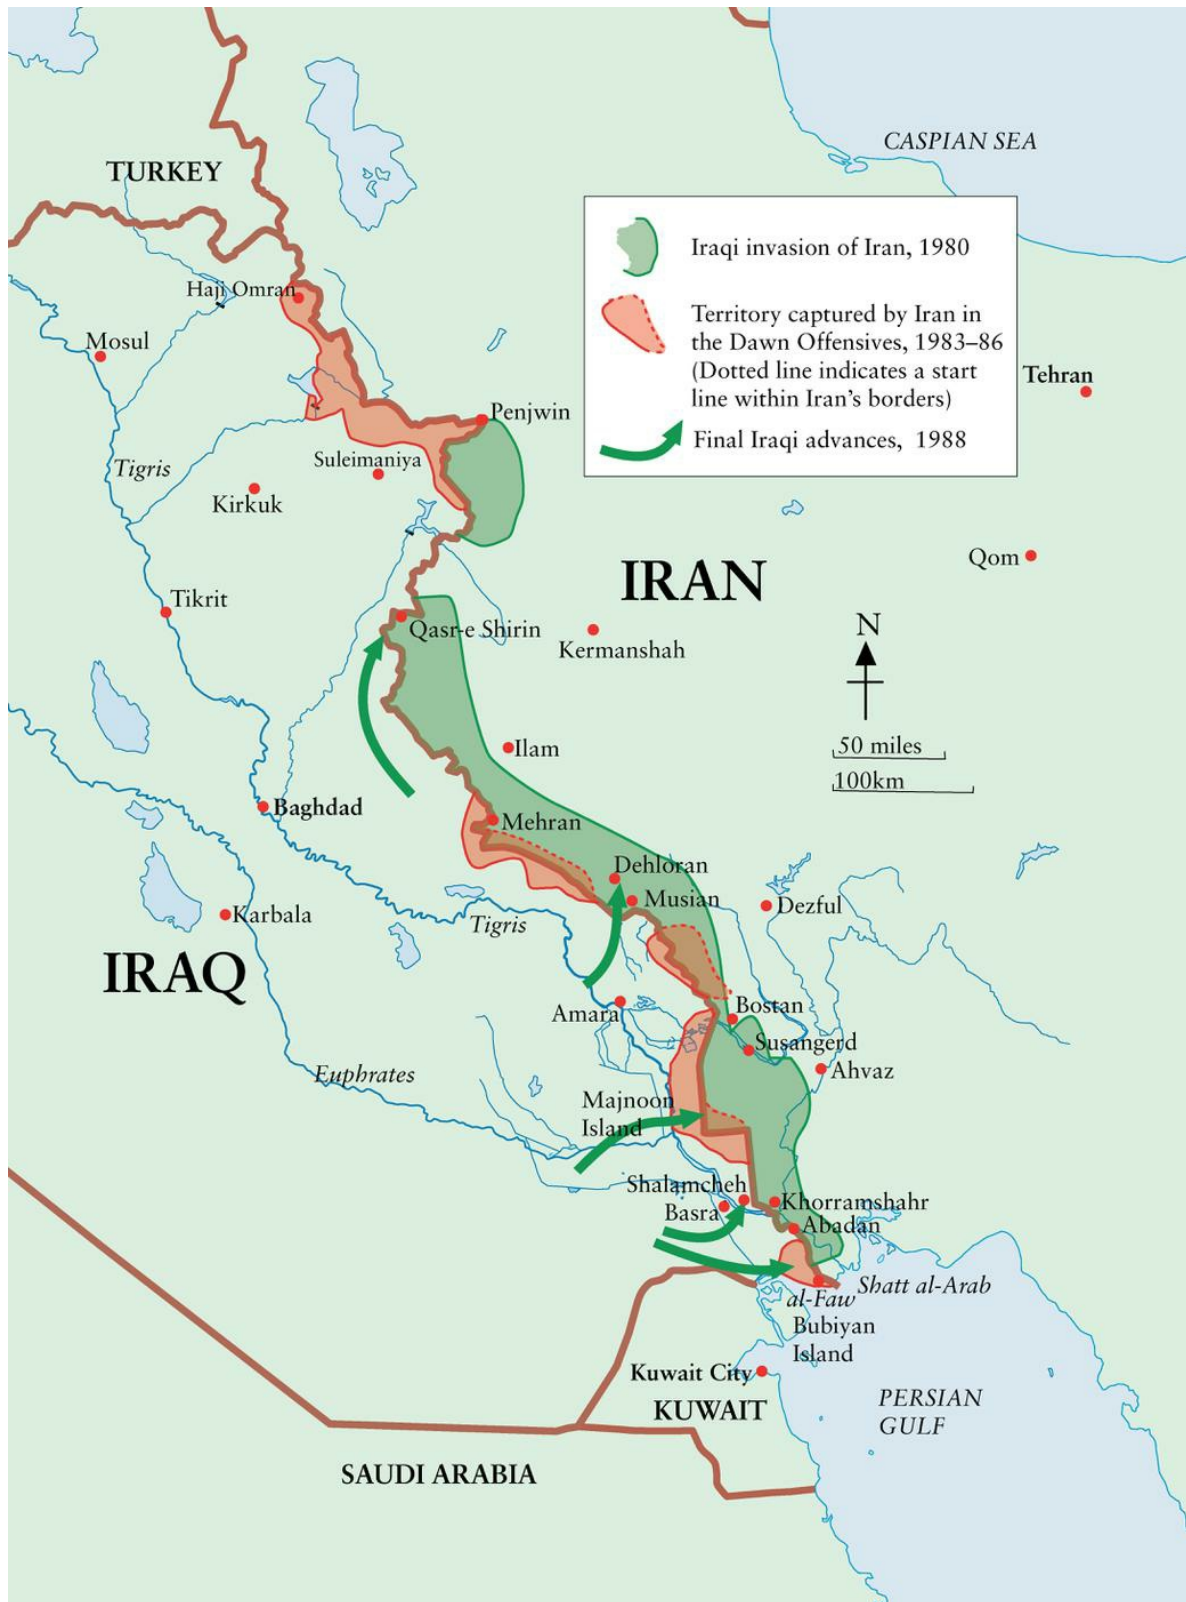 CASPIAN SEA
TURKEY
Iraqi invasion of Iran, 1980
Territory captured by Iran in
the Dawn Offensives, 1983–86
(Dotted line indicates a start
line within Iran's borders)
Final Iraqi advances, 1988
Haji Omran
Mosul
Tehran
Penjwin
Suleimaniya
Tigris
Kirkuk
Qom
IRAN
Tikrit
Qasr-e Shirin
N
Kermanshah
Ilam
50 miles
100km
Baghdad
Mehran
Dehloran
Musian
Dezful
Karbala
Tigris
IRAQ
Bostan
Amara
Susangerd
Ahvaz
Euphrates
Majnoon
Island
Shalamcheh
Khorramshahr
Basra
Abadan
Shatt al-Arab
al-Faw
Bubiyan
Island
Kuwait City
PERSIAN
GULF
KUWAIT
SAUDI ARABIA